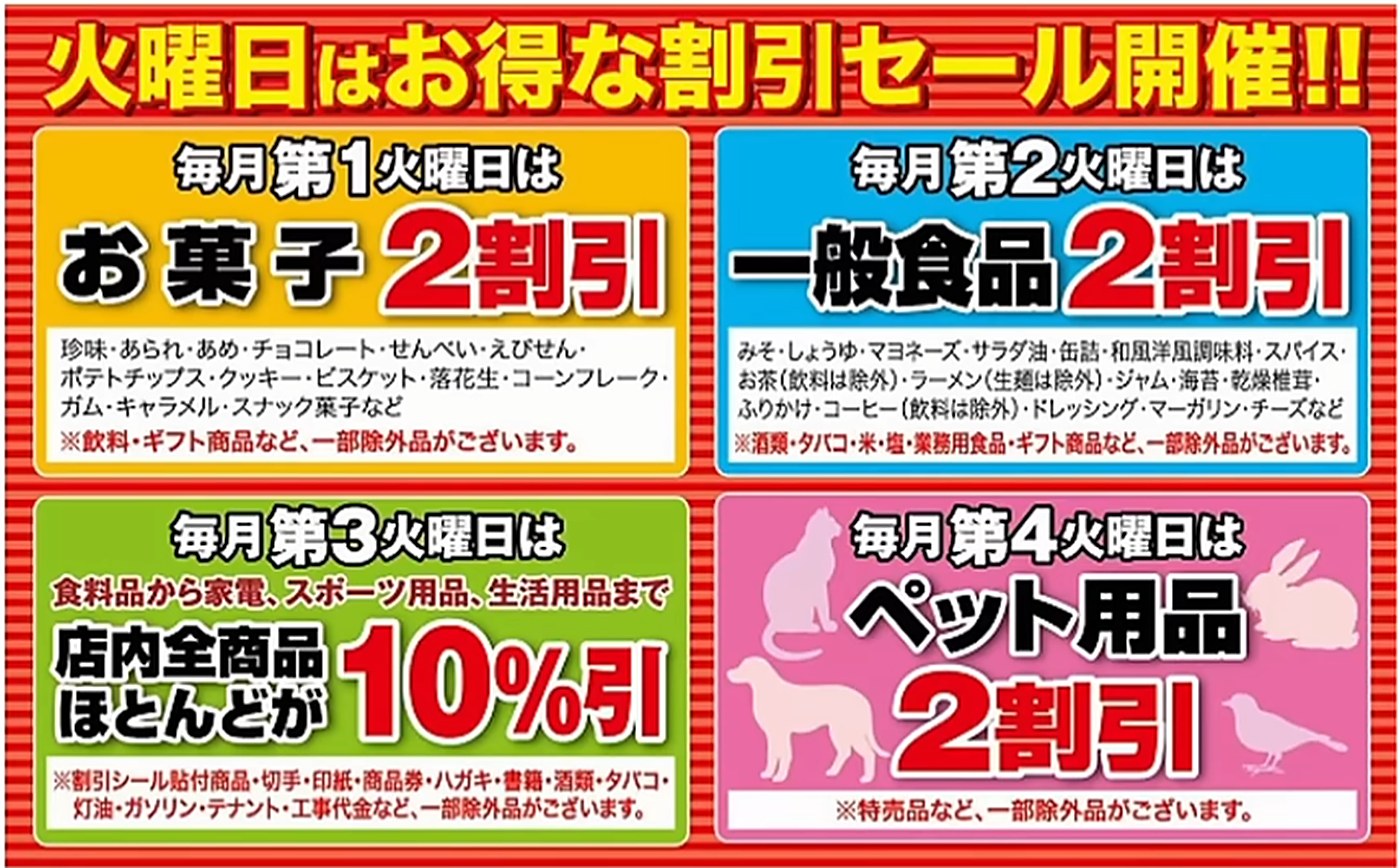 火曜日はお得な割引セール開催!!
毎月第1火曜日は
お菓子2割引
珍味・あられ・あめ・チョコレート・せんべい・えびせん・
ポテトチップス・クッキー・ビスケット・落花生・コーンフレーク・
ガム・キャラメル・スナック菓子など
※飲料・ギフト商品など、一部除外品がございます。
毎月第2火曜日は
一般食品2割引
みそ・しょうゆ・マヨネーズ・サラダ油・缶詰・和風洋風調味料・スパイス・
お茶(飲料は除外)・ラーメン(生麺は除外)・ジャム・海苔・乾燥椎茸・
ふりかけ・コーヒー(飲料は除外)・ドレッシング・マーガリン・チーズなど
※酒類・タバコ・米・塩・業務用食品・ギフト商品など、一部除外品がございます。
毎月第3火曜日は
食料品から家電、スポーツ用品、生活用品まで
店内全商品
ほとんどが
10%引
※割引シール貼付商品・切手・印紙・商品券・ハガキ・書籍・酒類・タバコ・
灯油・ガソリン・テナント・工事代金など、一部除外品がございます。
毎月第4火曜日は
ペット用品
2割引
※特売品など、一部除外品がございます。